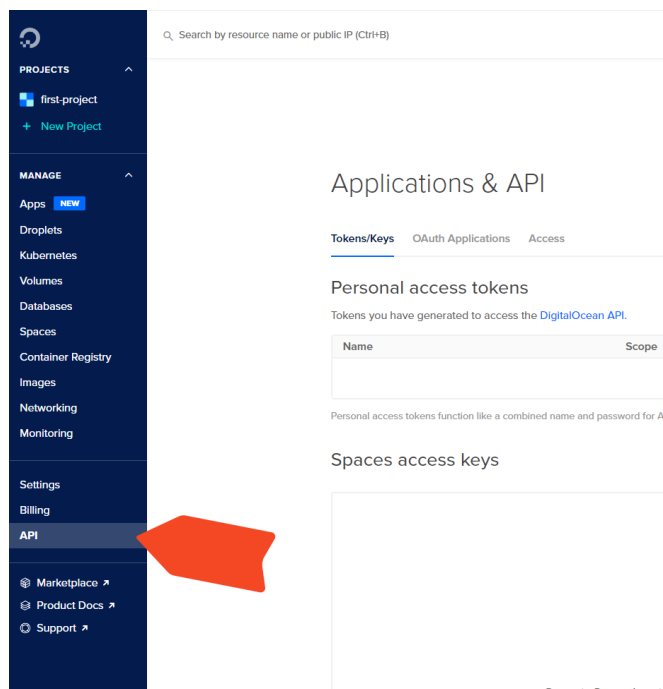 Search by resource name or public IP (Ctrl+B)
PROJECTS
first-project
+ New Project
MANAGE
Apps NEW
Droplets
Kubernetes
Volumes
Databases
Spaces
Container Registry
Images
Networking
Monitoring
Settings
Billing
API
Marketplace
Product Docs
Support
Applications & API
Tokens/Keys OAuth Applications Access
Personal access tokens
Tokens you have generated to access the DigitalOcean API.
Name Scope
Personal access tokens function like a combined name and password for A
Spaces access keys